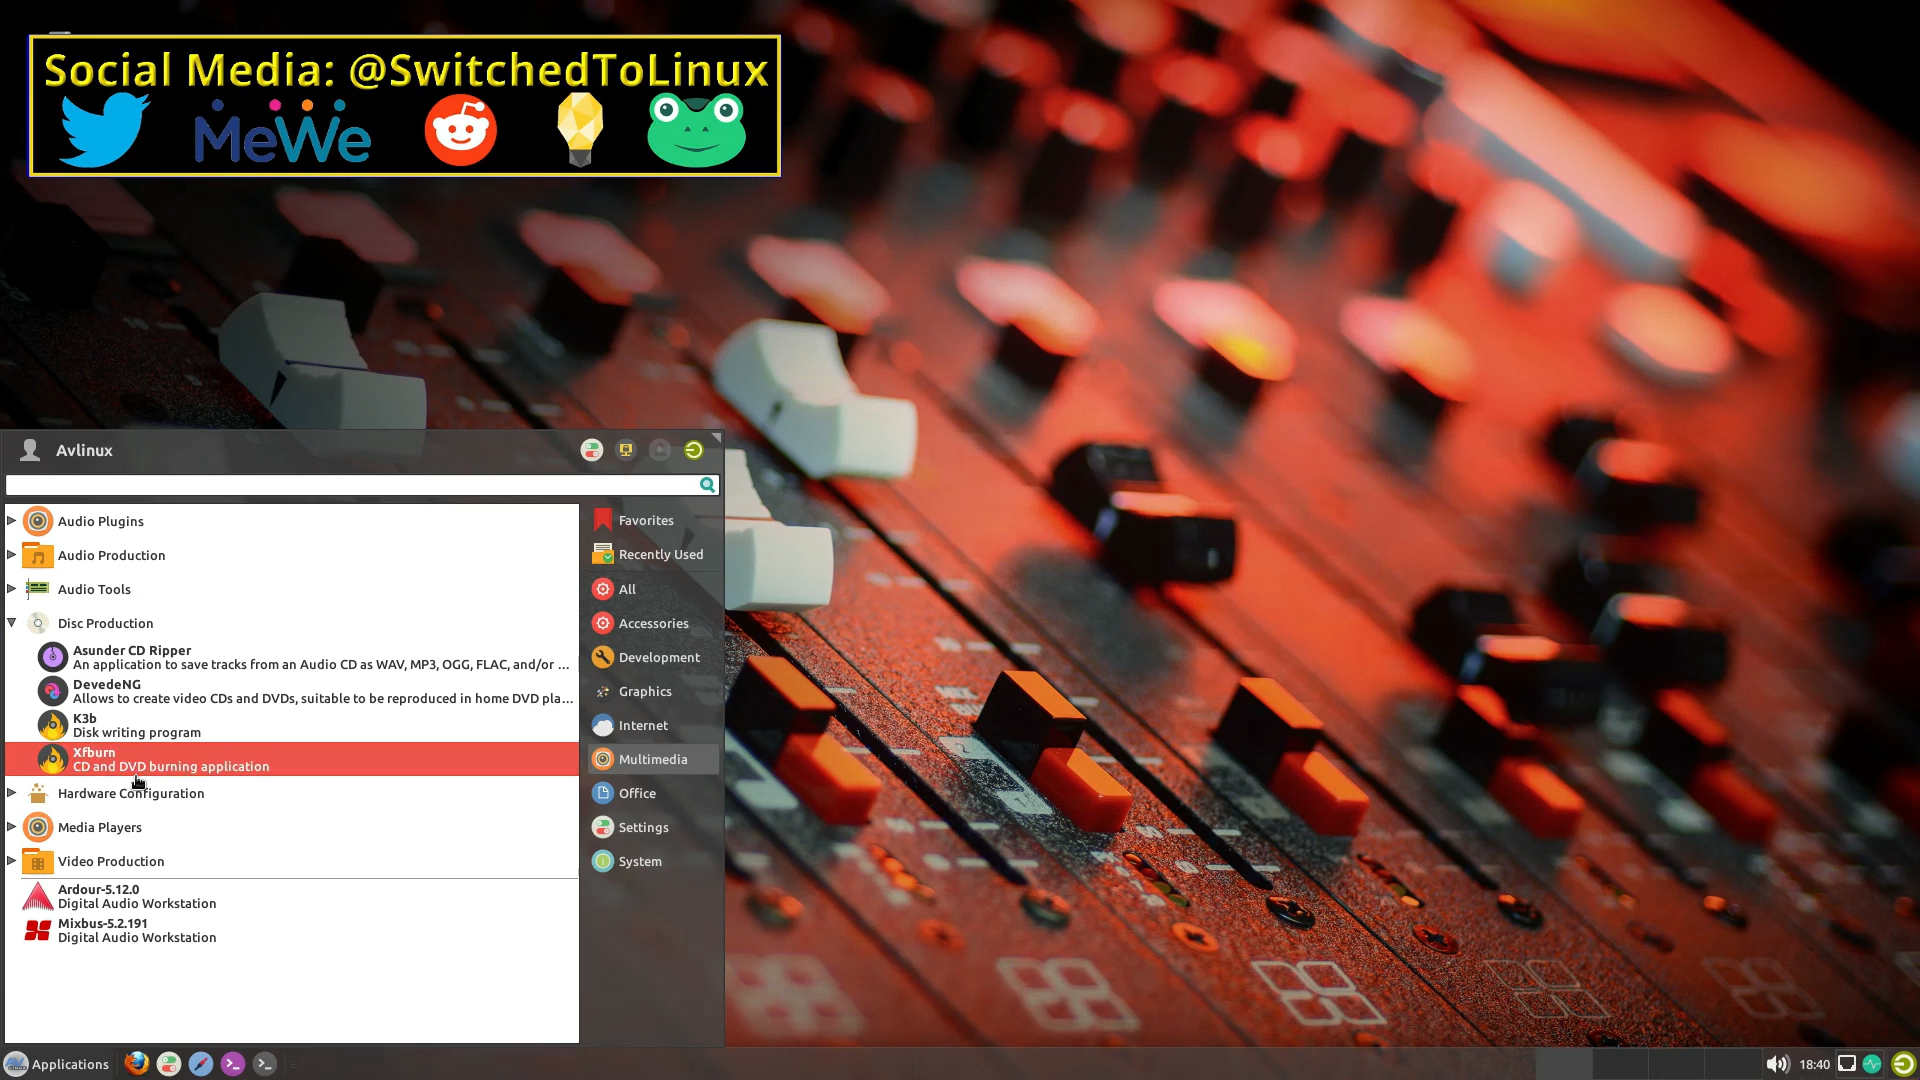 Social Media: @SwitchedToLinux
MeWe
Avlinux
Audio Plugins
Audio Production
Audio Tools
Disc Production
Asunder CD Ripper
An application to save tracks from an Audio CD as WAV, MP3, OGG, FLAC, and/or ...
DevedeNG
Allows to create video CDs and DVDs, suitable to be reproduced in home DVD pla...
K3b
Disk writing program
Xfburn
CD and DVD burning application
Hardware Configuration
Media Players
Video Production
Ardour-5.12.0
Digital Audio Workstation
Mixbus-5.2.191
Digital Audio Workstation
Favorites
Recently Used
All
Accessories
Development
Graphics
Internet
Multimedia
Office
Settings
System
Applications
18:40